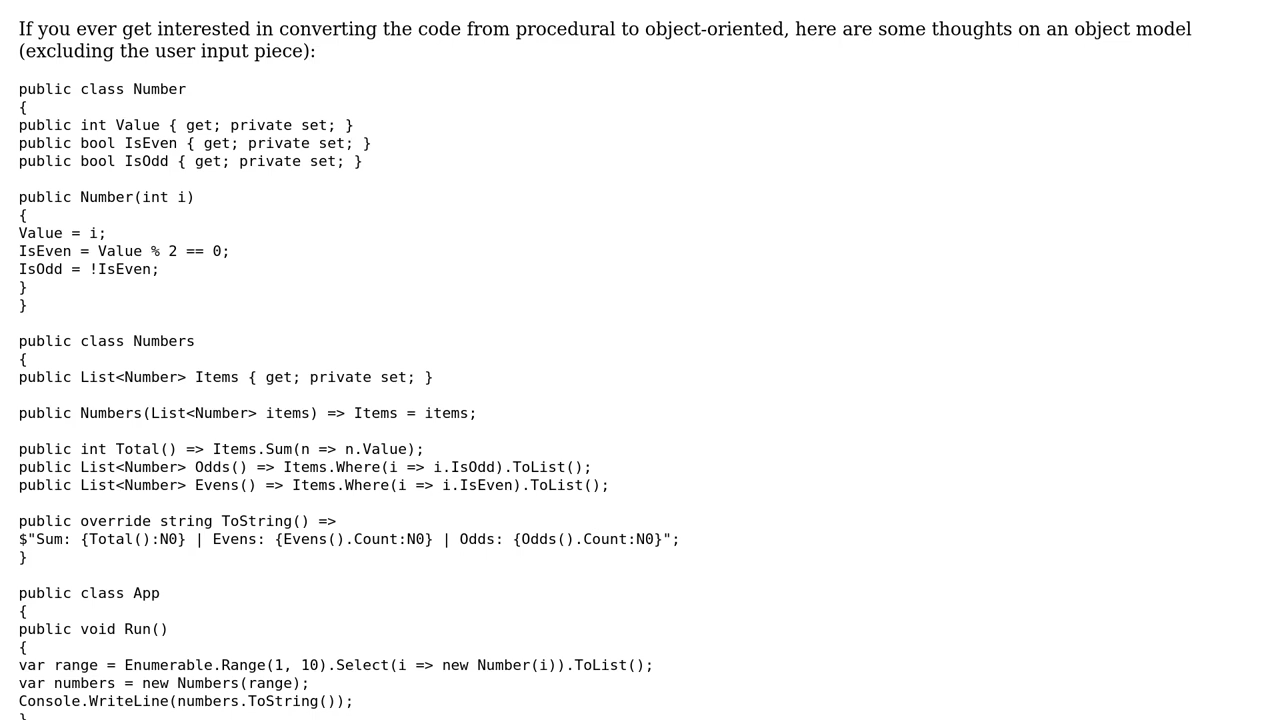 If you ever get interested in converting the code from procedural to object-oriented, here are some thoughts on an object model
(excluding the user input piece):
public class Number
{
public int Value { get; private set; }
public bool IsEven { get; private set; }
public bool IsOdd { get; private set; }
public Number(int i)
{
Value = i;
IsEven = Value % 2 == 0;
IsOdd = !IsEven;
}
}
public class Numbers
{
public List<Number> Items { get; private set; }
public Numbers(List<Number> items) => Items = items;
public int Total() => Items.Sum(n => n.Value);
public List<Number> Odds() => Items.Where(i => i.IsOdd).ToList();
public List<Number> Evens() => Items.Where(i => i.IsEven).ToList();
public override string ToString() =>
$"Sum: {Total():N0} | Evens: {Evens().Count:N0} | Odds: {Odds().Count:N0}";
}
public class App
{
public void Run()
{
var range = Enumerable.Range(1, 10).Select(i => new Number(i)).ToList();
var numbers = new Numbers(range);
Console.WriteLine(numbers.ToString());
}